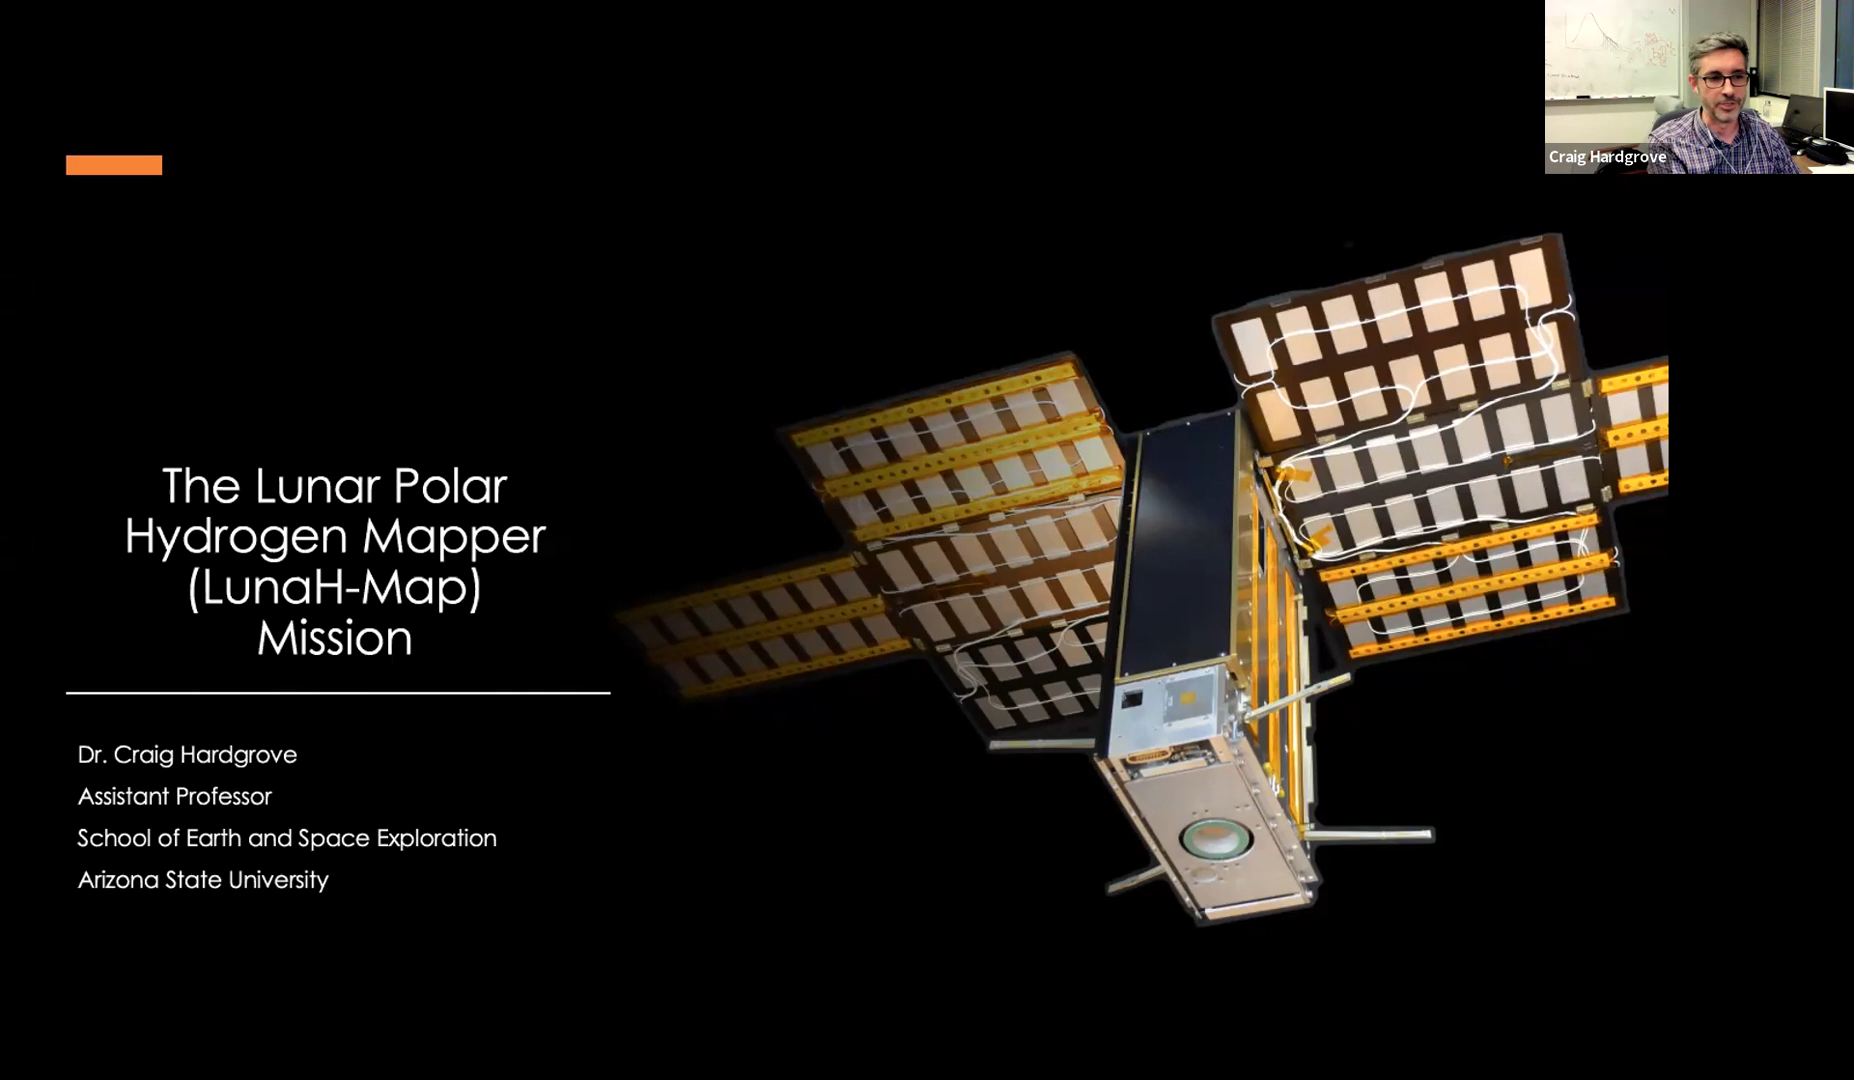 Craig Hardgrove
The Lunar Polar
Hydrogen Mapper
(LunaH-Map)
Mission
Dr. Craig Hardgrove
Assistant Professor
School of Earth and Space Exploration
Arizona State University